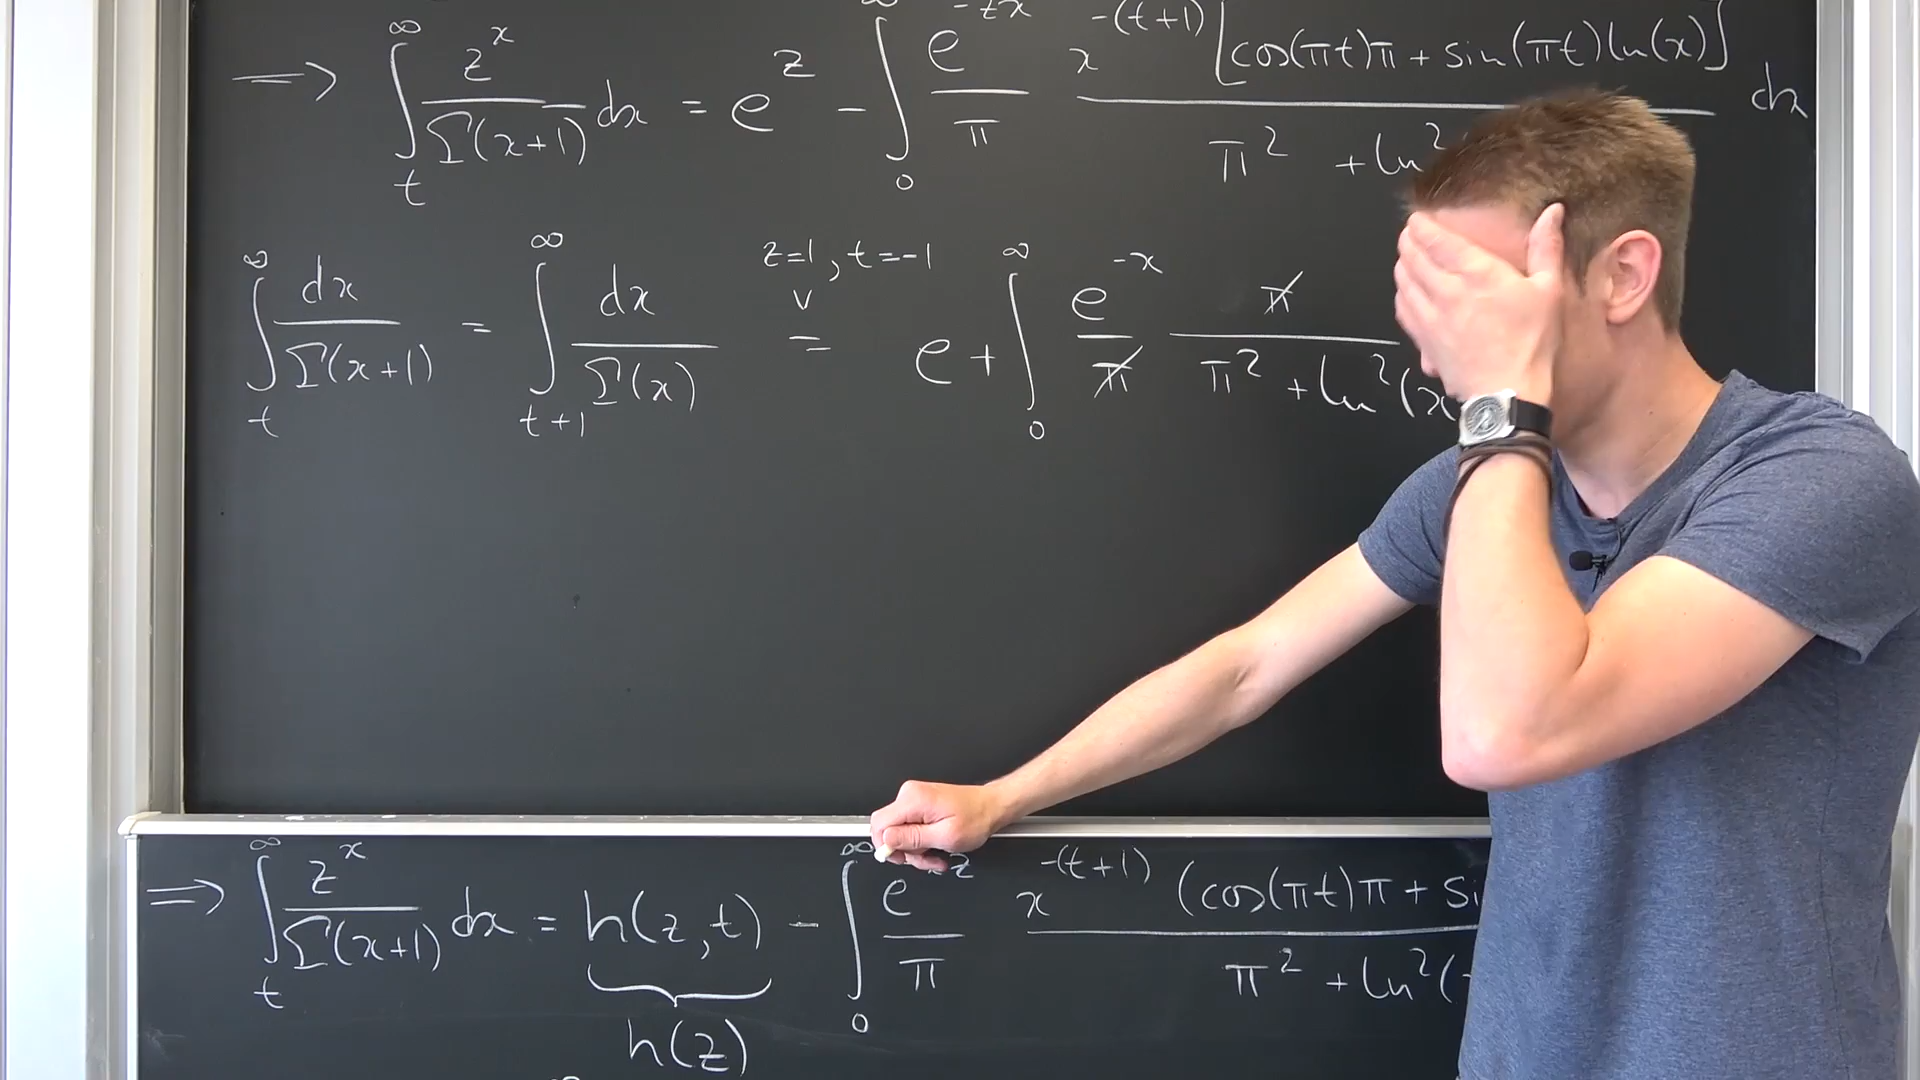 ⟹ ∫_t^∞ z^x / Γ(x+1) dx = e^z − ∫_0^∞ e^{-zx} / π · x^{-(t+1)} [cos(πt)π + sin(πt)ln(x)] / π² + ln² dx
∫_t^∞ dx / Γ(x+1) = ∫_{t+1}^∞ dx / Γ(x) = (z=1, t=-1) e + ∫_0^∞ e^{-x} / π · π / π² + ln²(x
⟹ ∫_t^∞ z^x / Γ(x+1) dx = h(z,t) − ∫_0^∞ e / π · x^{-(t+1)} (cos(πt)π + si / π² + ln²(
h(z)
∞